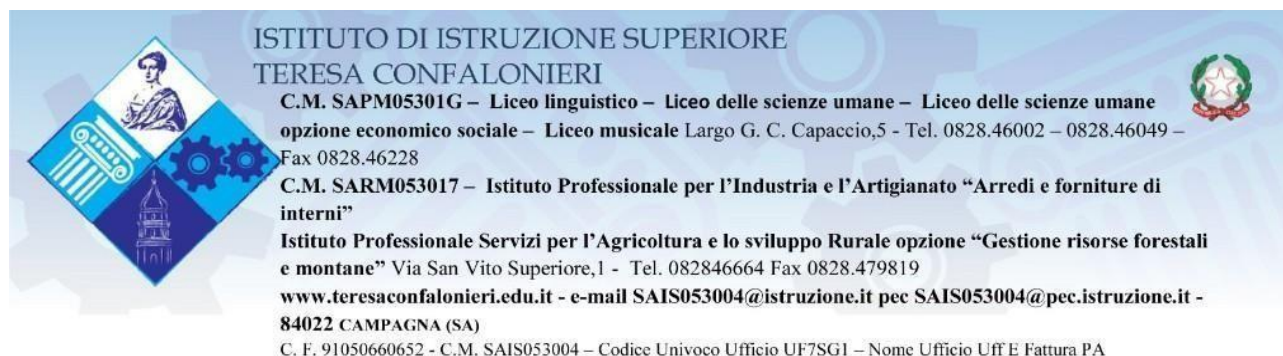 ISTITUTO DI ISTRUZIONE SUPERIORE
TERESA CONFALONIERI
C.M. SAPM05301G – Liceo linguistico – Liceo delle scienze umane – Liceo delle scienze umane
opzione economico sociale – Liceo musicale Largo G. C. Capaccio,5 - Tel. 0828.46002 – 0828.46049 –
Fax 0828.46228
C.M. SARM053017 – Istituto Professionale per l’Industria e l’Artigianato “Arredi e forniture di
interni”
Istituto Professionale Servizi per l’Agricoltura e lo sviluppo Rurale opzione “Gestione risorse forestali
e montane” Via San Vito Superiore,1 - Tel. 082846664 Fax 0828.479819
www.teresaconfalonieri.edu.it - e-mail SAIS053004@istruzione.it pec SAIS053004@pec.istruzione.it -
84022 CAMPAGNA (SA)
C. F. 91050660652 - C.M. SAIS053004 – Codice Univoco Ufficio UF7SG1 – Nome Ufficio Uff E Fattura PA